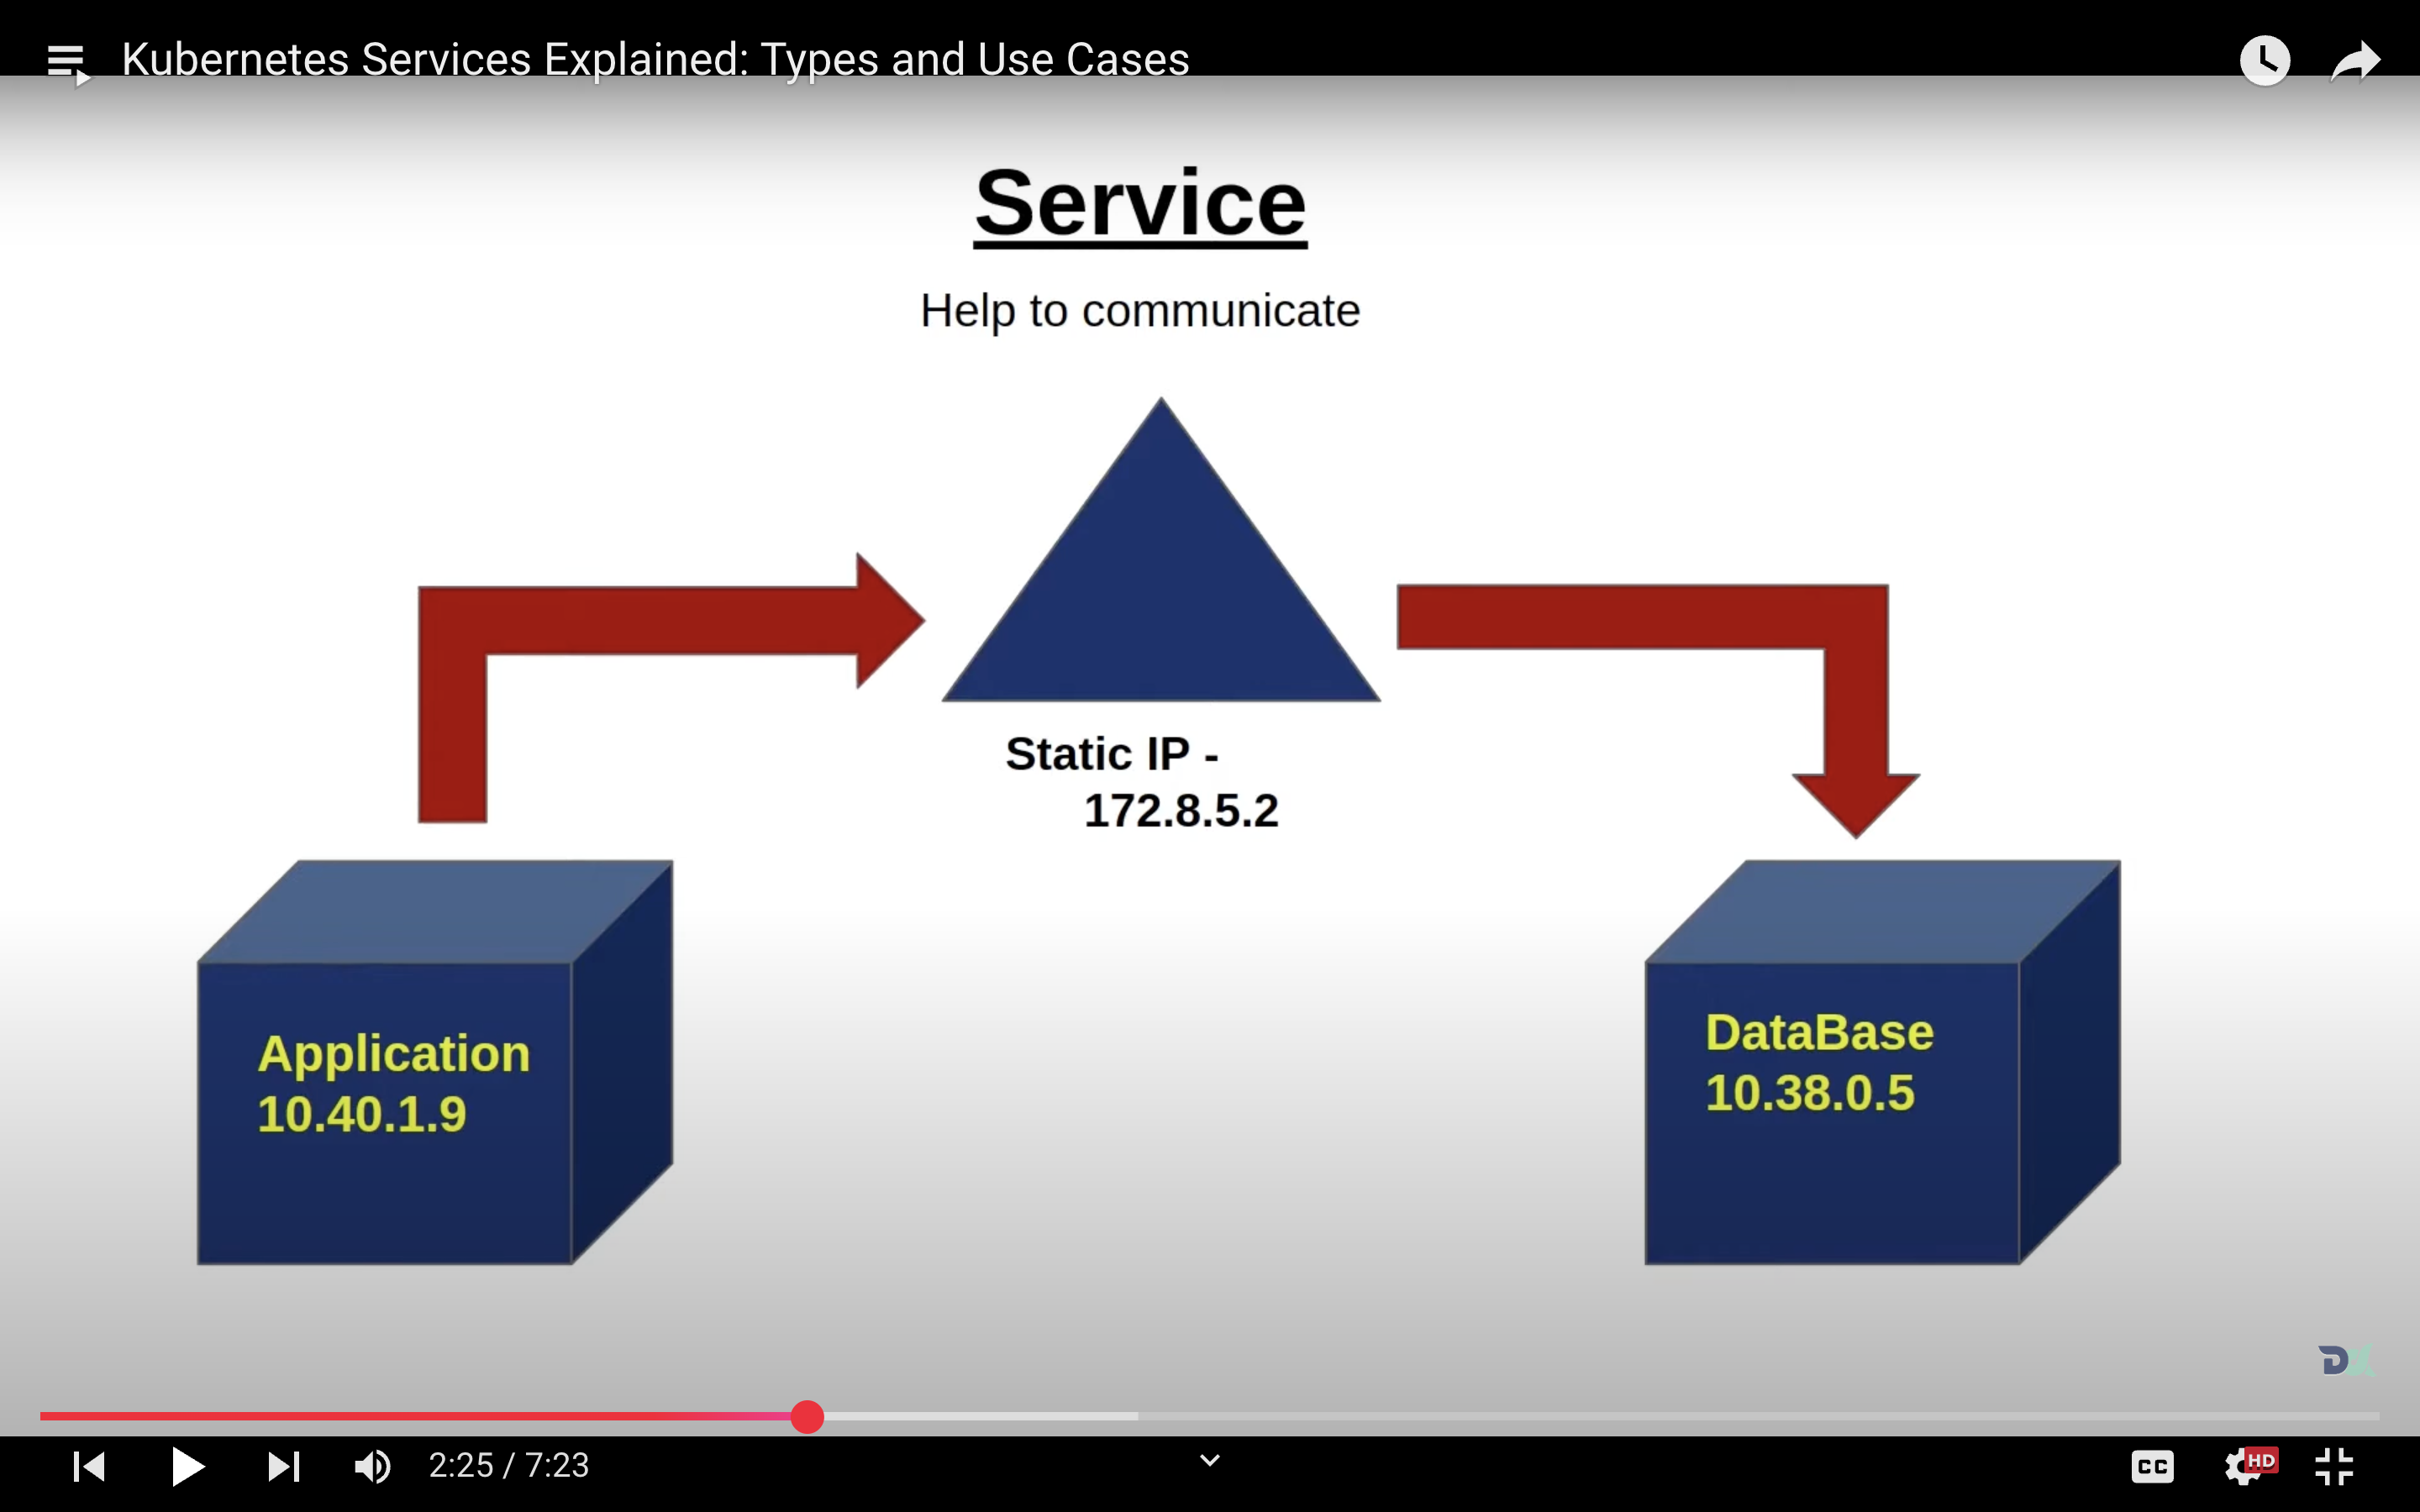 Kubernetes Services Explained: Types and Use Cases
Service
Help to communicate
Static IP -
172.8.5.2
Application
10.40.1.9
DataBase
10.38.0.5
DX
2:25 / 7:23
CC
HD